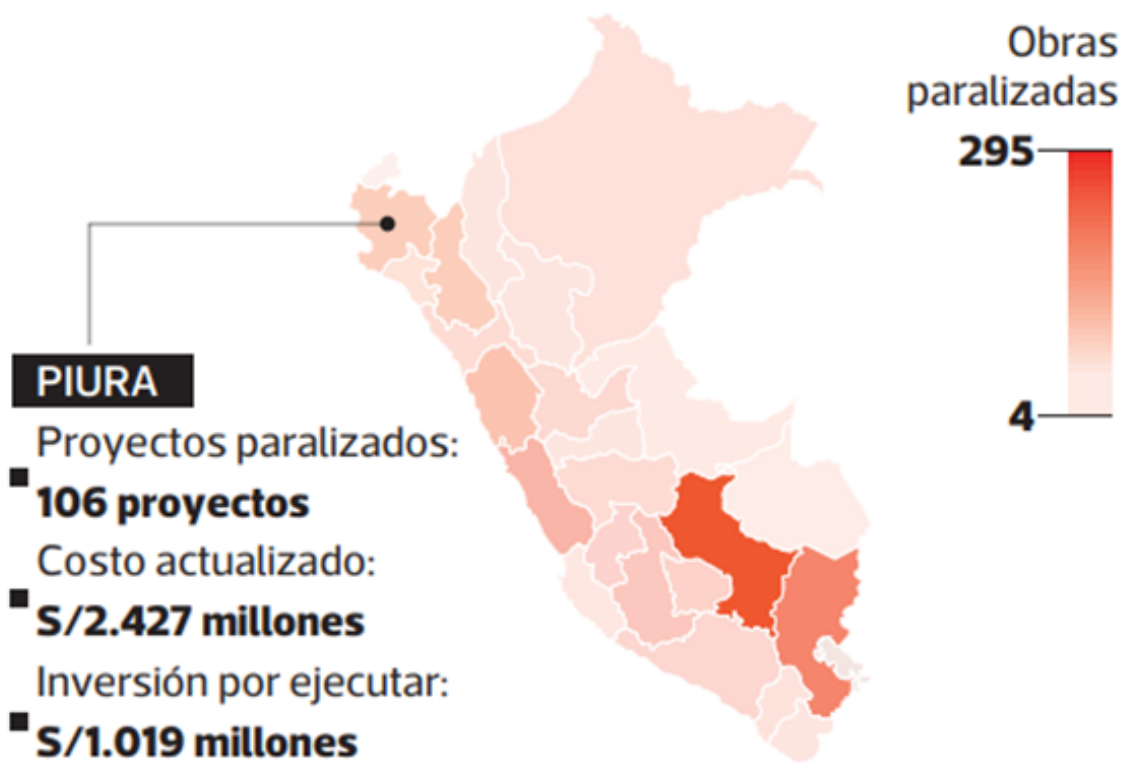 Obras
paralizadas
295
4
PIURA
Proyectos paralizados:
106 proyectos
Costo actualizado:
S/2.427 millones
Inversión por ejecutar:
S/1.019 millones